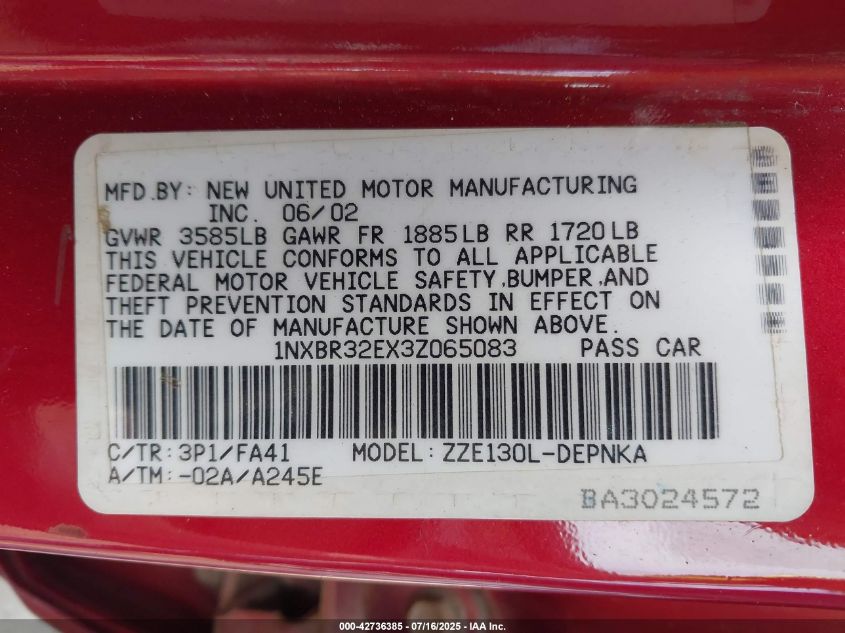 MFD.BY: NEW UNITED MOTOR MANUFACTURING
INC. 06/02
GVWR 3585LB GAWR FR 1885LB RR 1720LB
THIS VEHICLE CONFORMS TO ALL APPLICABLE
FEDERAL MOTOR VEHICLE SAFETY,BUMPER,AND
THEFT PREVENTION STANDARDS IN EFFECT ON
THE DATE OF MANUFACTURE SHOWN ABOVE.
1NXBR32EX3Z065083 PASS CAR
C/TR: 3P1/FA41 MODEL: ZZE130L-DEPNKA
A/TM: -02A/A245E
BA3024572
000-42736385 - 07/16/2025 - IAA Inc.